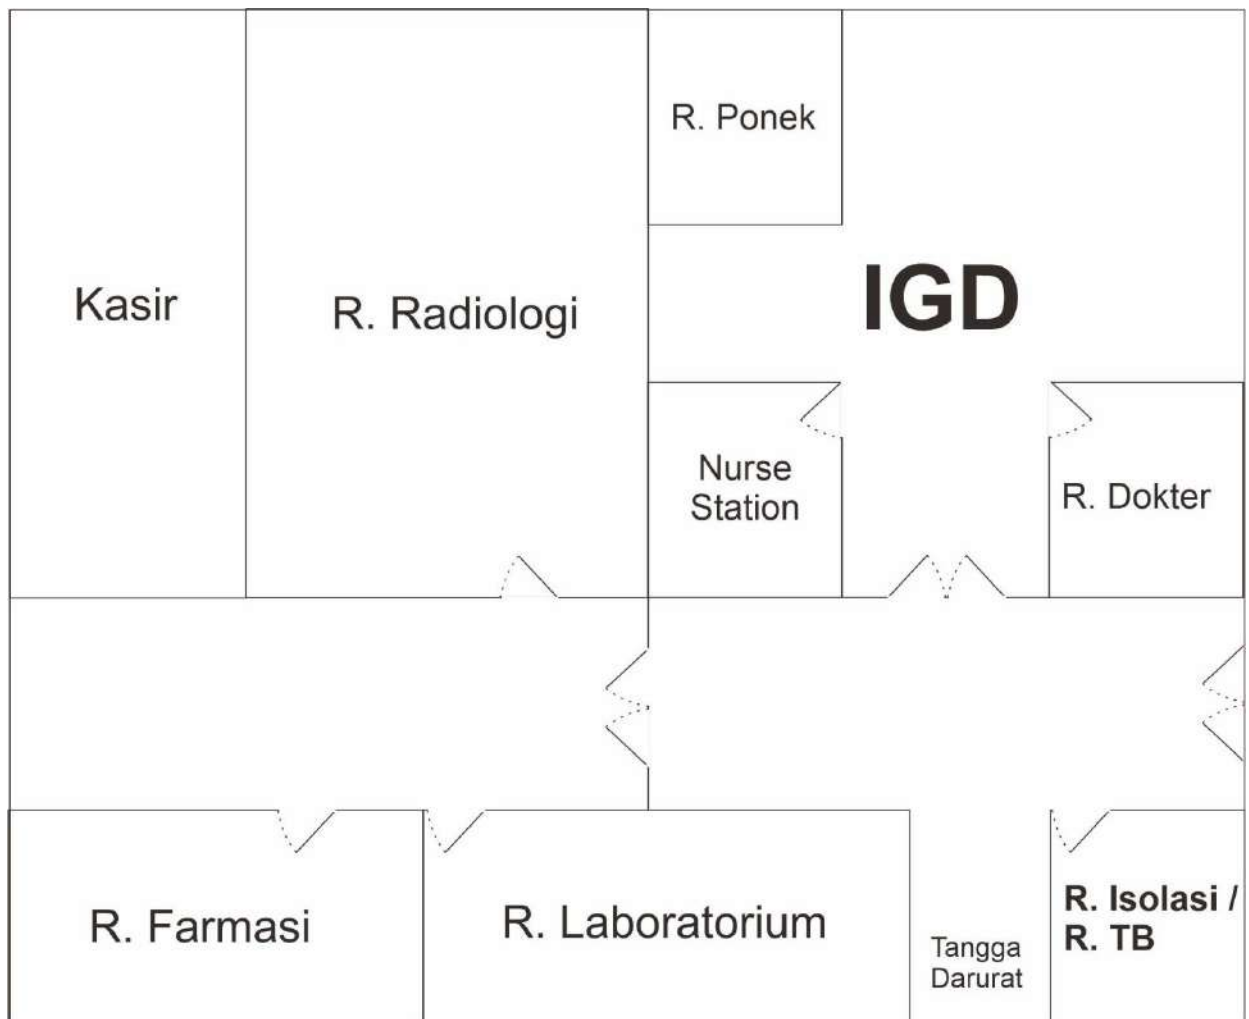 R. Ponek
Kasir
R. Radiologi
IGD
Nurse
Station
R. Dokter
R. Farmasi
R. Laboratorium
Tangga
Darurat
R. Isolasi /
R. TB